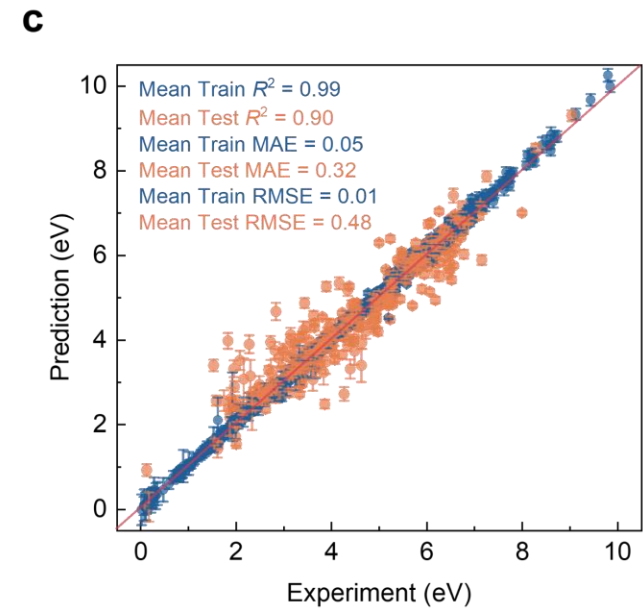 c
Mean Train R² = 0.99
Mean Test R² = 0.90
Mean Train MAE = 0.05
Mean Test MAE = 0.32
Mean Train RMSE = 0.01
Mean Test RMSE = 0.48
Prediction (eV)
10
8
6
4
2
0
0 2 4 6 8 10
Experiment (eV)